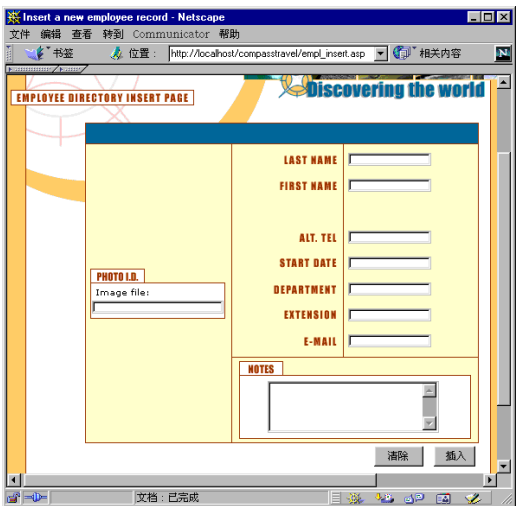 Insert a new employee record - Netscape
文件 编辑 查看 转到 Communicator 帮助
书签 位置: http://localhost/compasstravel/empl_insert.asp 相关内容 N
Discovering the world
EMPLOYEE DIRECTORY INSERT PAGE
LAST NAME
FIRST NAME
ALT. TEL
START DATE
PHOTO I.D.
Image file:
DEPARTMENT
EXTENSION
E-MAIL
NOTES
清除 插入
文档:已完成